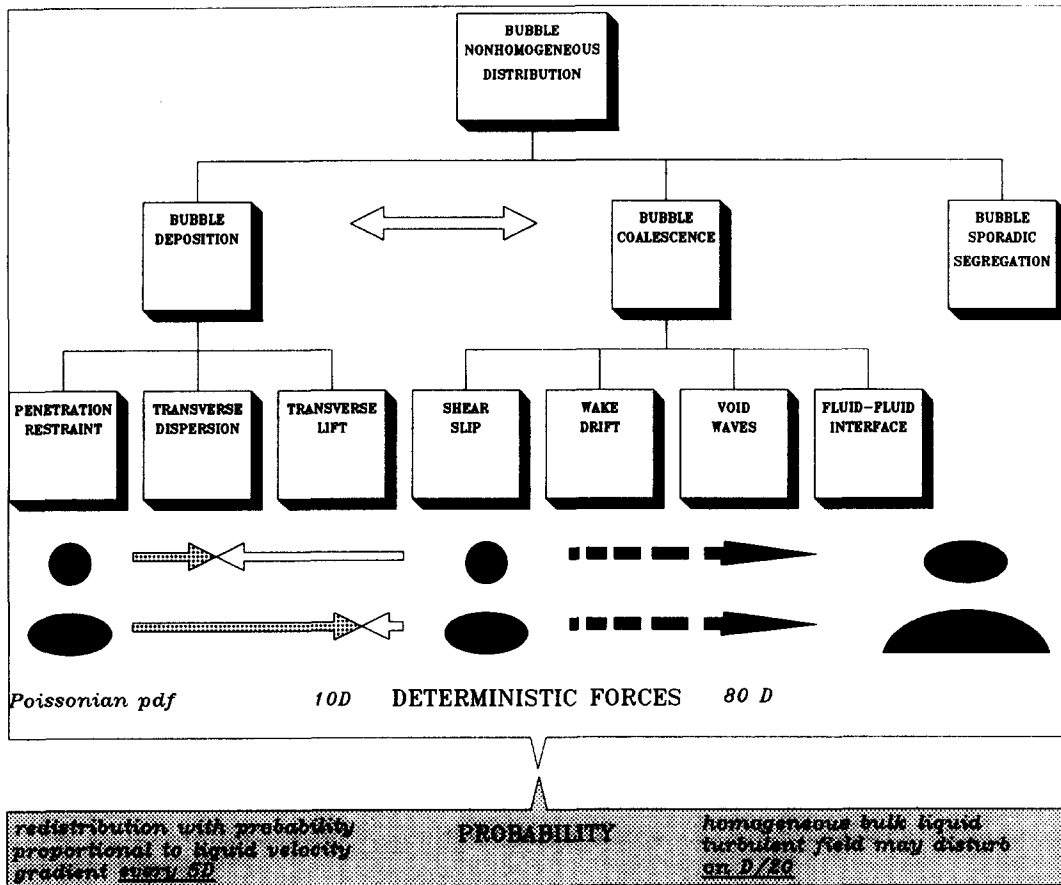 BUBBLE
NONHOMOGENEOUS
DISTRIBUTION
BUBBLE
DEPOSITION
BUBBLE
COALESCENCE
BUBBLE
SPORADIC
SEGREGATION
PENETRATION
RESTRAINT
TRANSVERSE
DISPERSION
TRANSVERSE
LIFT
SHEAR
SLIP
WAKE
DRIFT
VOID
WAVES
FLUID-FLUID
INTERFACE
Poissonian pdf
10D
DETERMINISTIC FORCES
80 D
redistribution with probability
proportional to liquid velocity
gradient every 5D
PROBABILITY
homogeneous bulk liquid
turbulent field may disturb
on D/20